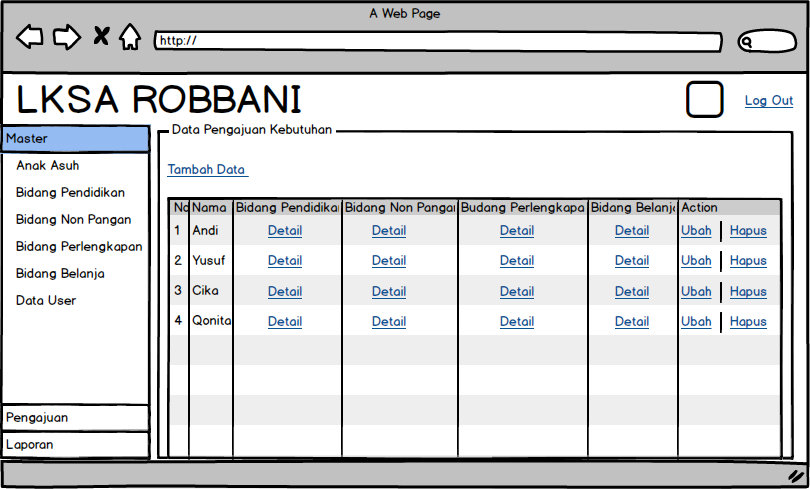 A Web Page
http://
LKSA ROBBANI
Log Out
Master
Anak Asuh
Bidang Pendidikan
Bidang Non Pangan
Bidang Perlengkapan
Bidang Belanja
Data User
Pengajuan
Laporan
Data Pengajuan Kebutuhan
Tambah Data
No Nama Bidang Pendidikan Bidang Non Pangan Budang Perlengkapa Bidang Belanja Action
1 Andi Detail Detail Detail Detail Ubah | Hapus
2 Yusuf Detail Detail Detail Detail Ubah | Hapus
3 Cika Detail Detail Detail Detail Ubah | Hapus
4 Qonita Detail Detail Detail Detail Ubah | Hapus